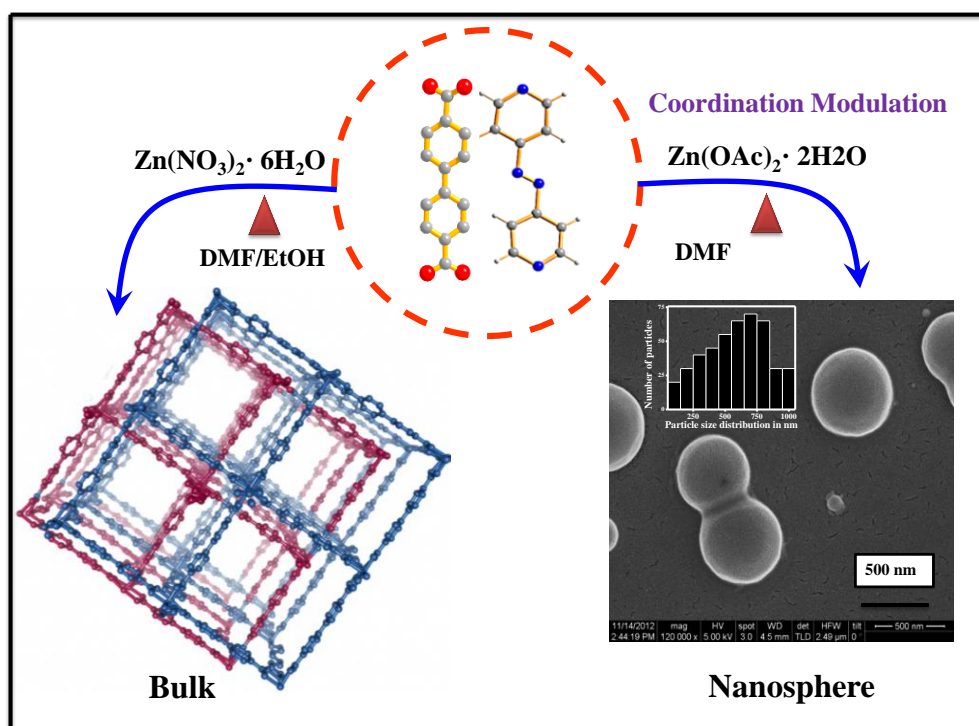 Coordination Modulation
Zn(NO₃)₂· 6H₂O
Zn(OAc)₂· 2H2O
DMF/EtOH
DMF
Number of particles
75
50
25
250 500 750 1000
Particle size distribution in nm
500 nm
11/14/2012 mag HV spot WD det HFW tilt
2:44:19 PM 120 000 x 5.00 kV 3.0 4.5 mm TLD 2.49 µm 0 ° 500 nm
Bulk
Nanosphere